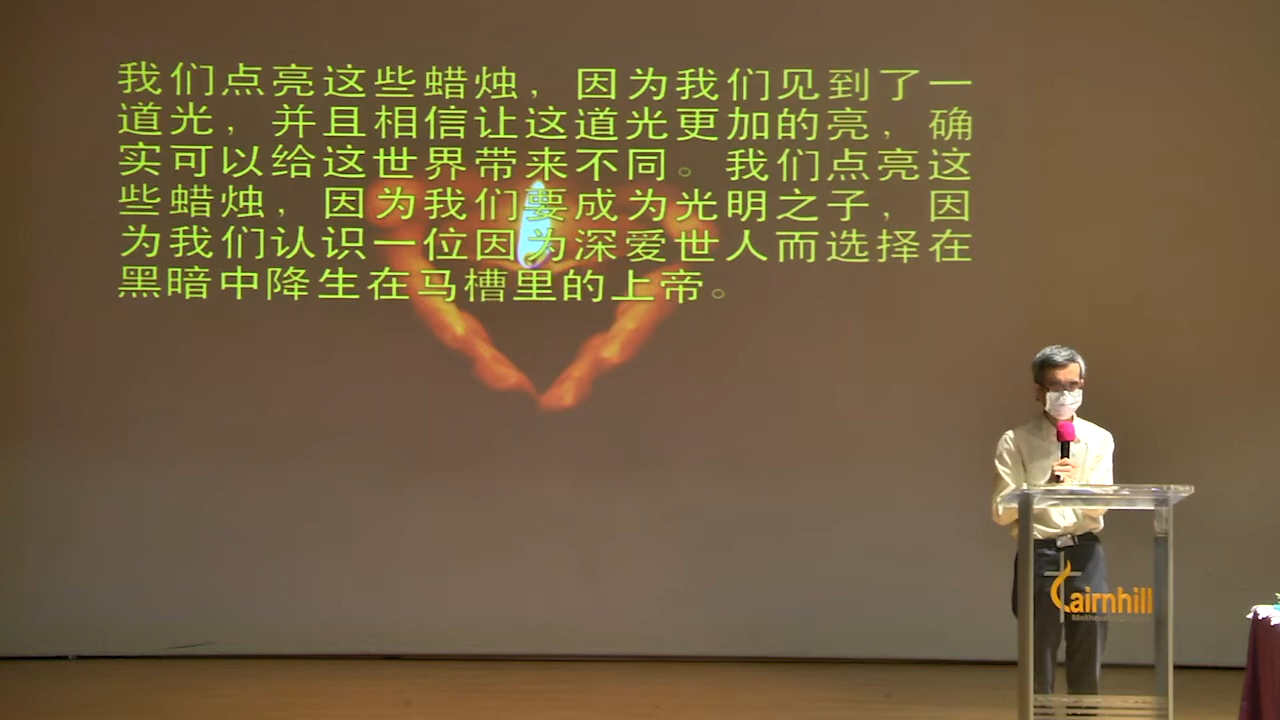 我们点亮这些蜡烛，因为我们见到了一
道光，并且相信让这道光更加的亮，确
实可以给这世界带来不同。我们点亮这
些蜡烛，因为我们要成为光明之子，因
为我们认识一位因为深爱世人而选择在
黑暗中降生在马槽里的上帝。
Cairnhill